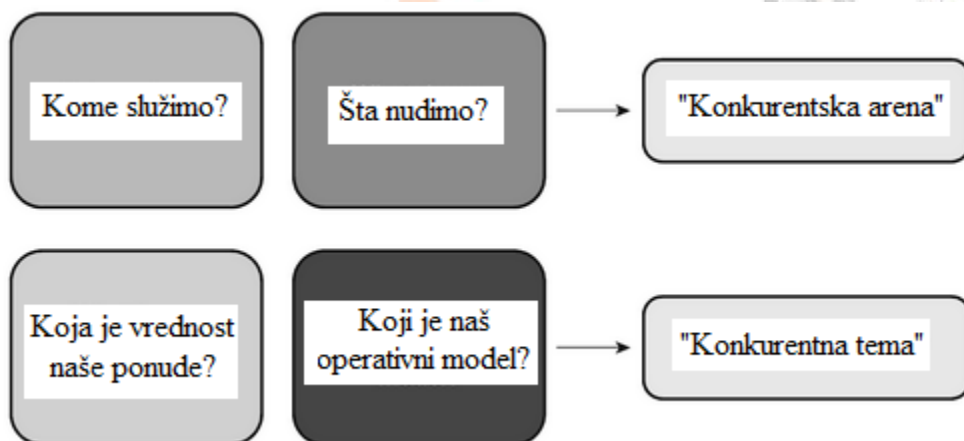 Kome služimo?
Šta nudimo?
"Konkurentska arena"
Koja je vrednost
naše ponude?
Koji je naš
operativni model?
"Konkurentna tema"